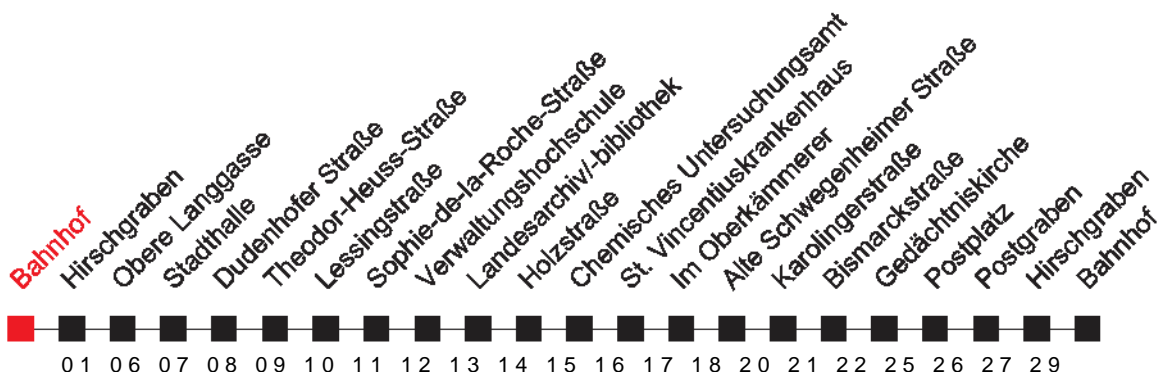 Bahnhof
Hirschgraben
Obere Langgasse
Stadthalle
Dudenhofer Straße
Theodor-Heuss-Straße
Lessingstraße
Sophie-de-la-Roche-Straße
Verwaltungshochschule
Landesarchiv/-bibliothek
Holzstraße
Chemisches Untersuchungsamt
St. Vincentiuskrankenhaus
Im Oberkämmerer
Alte Schwegenheimer Straße
Karolingerstraße
Bismarckstraße
Gedächtniskirche
Postplatz
Postgraben
Hirschgraben
Bahnhof
01 06 07 08 09 10 11 12 13 14 15 16 17 18 20 21 22 25 26 27 29